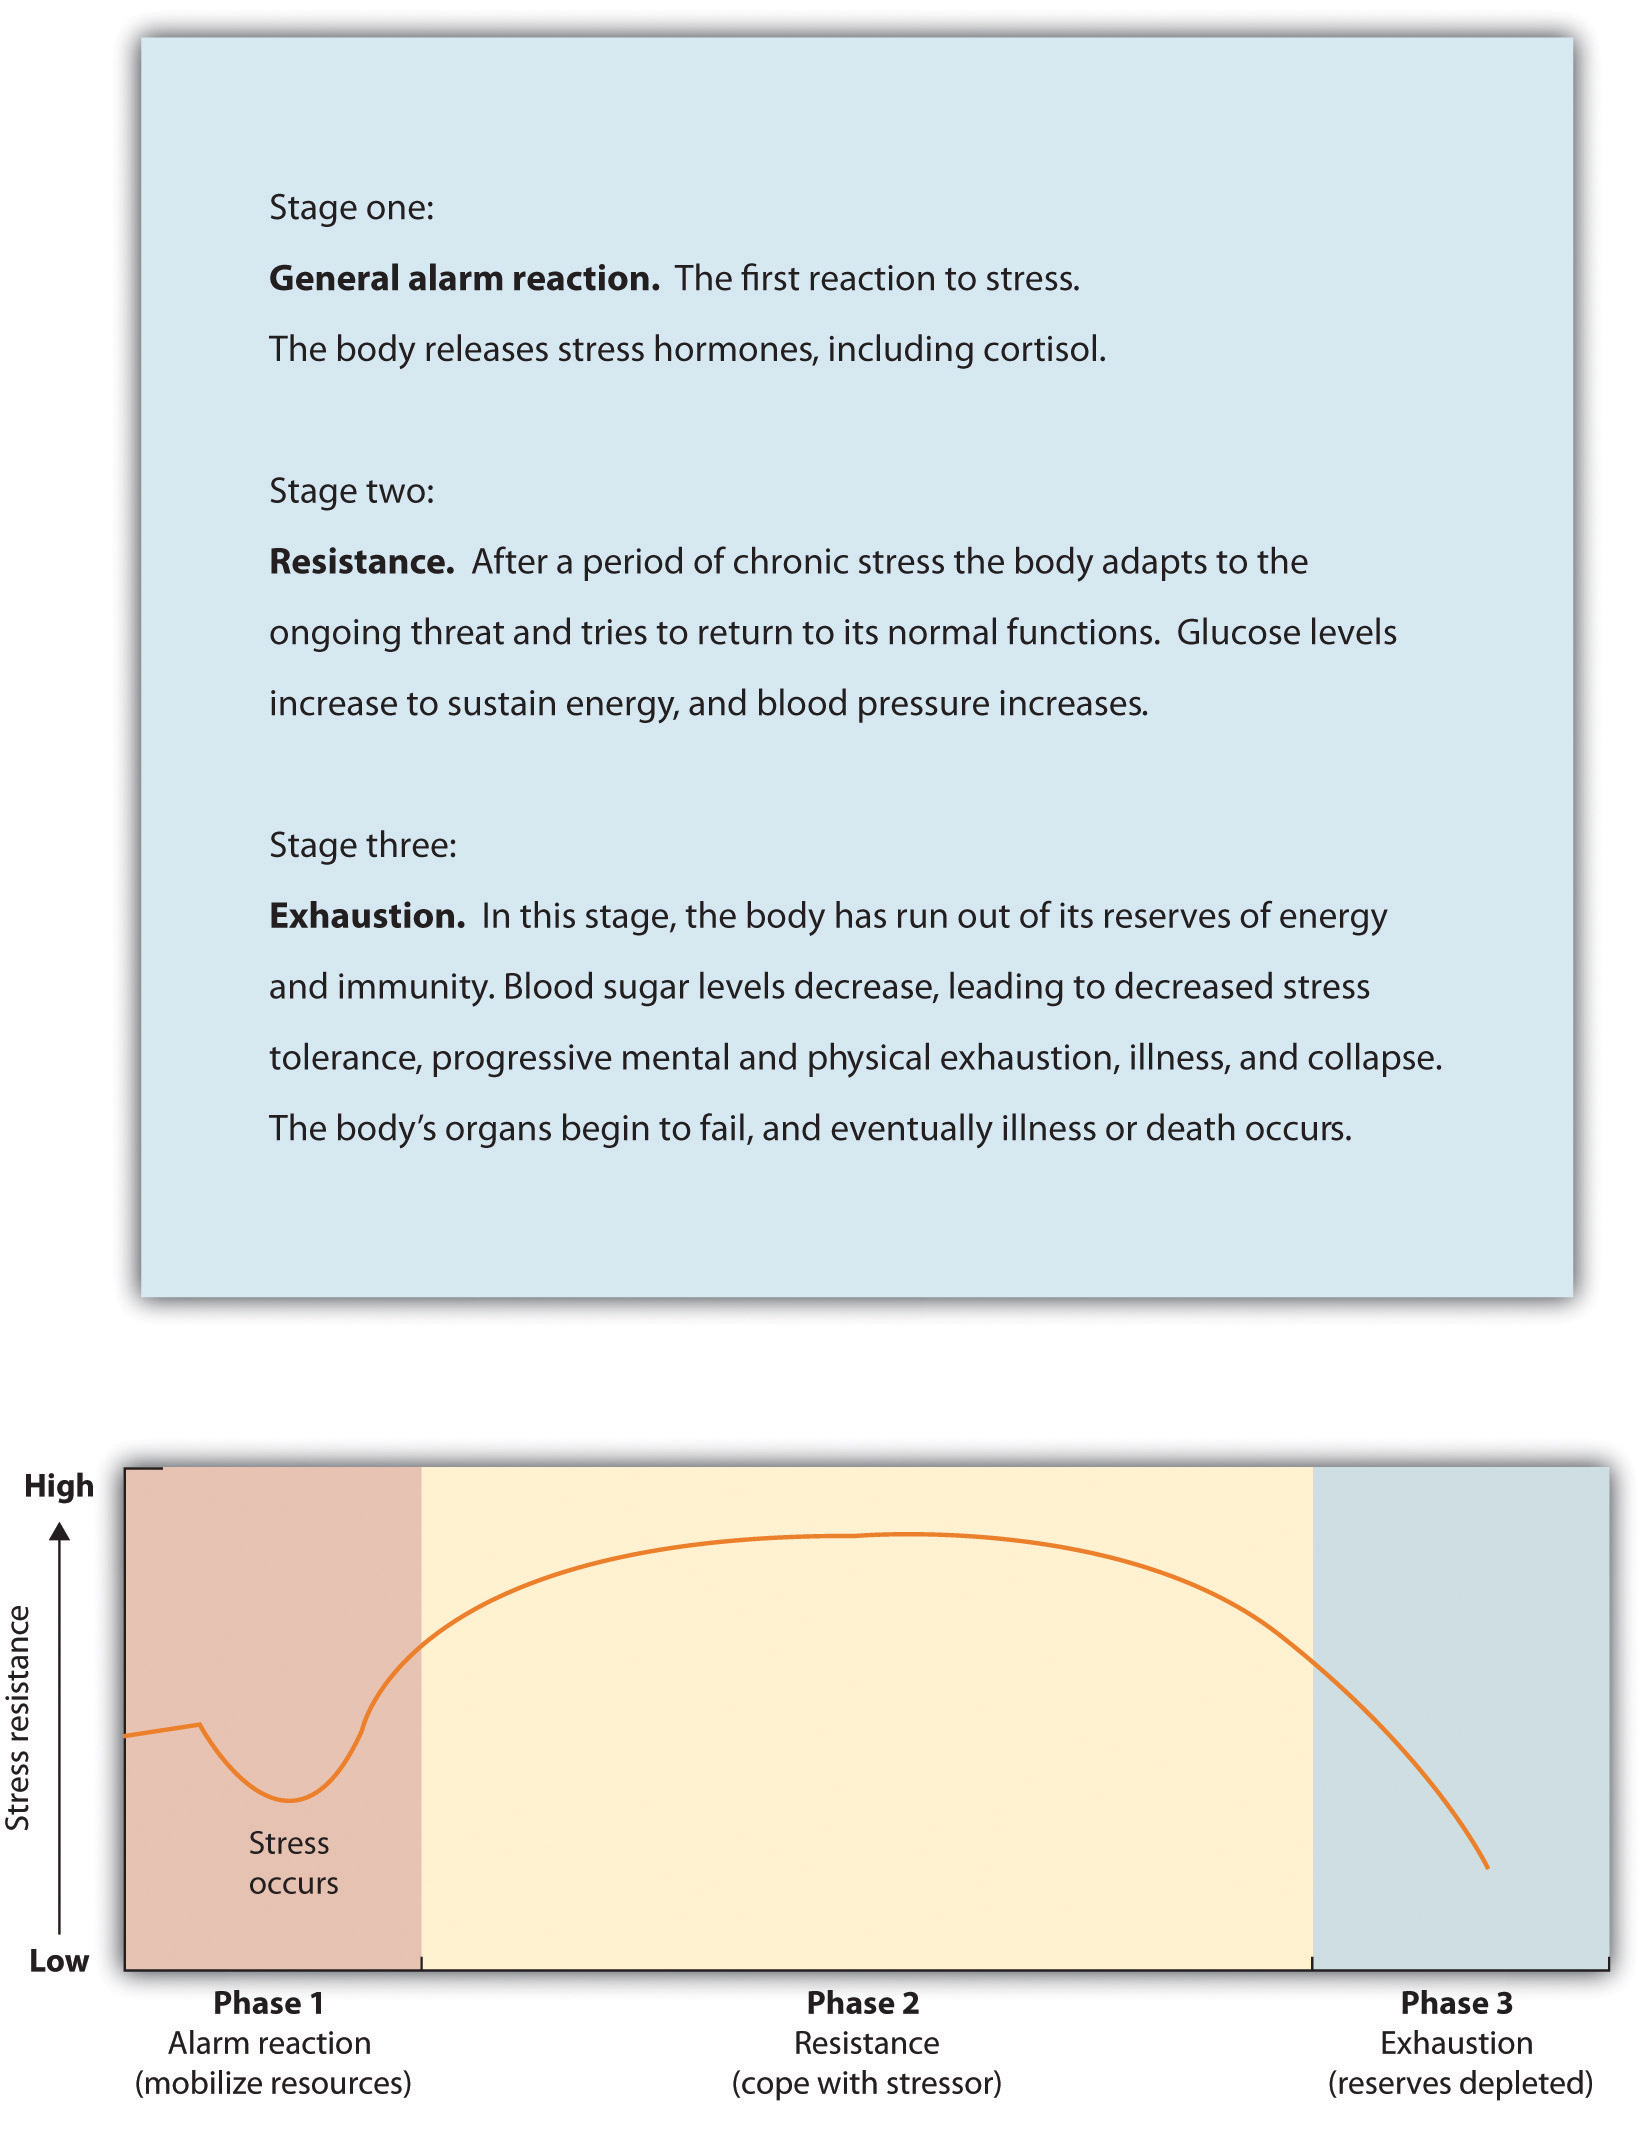 Stage one:
General alarm reaction. The first reaction to stress.
The body releases stress hormones, including cortisol.
Stage two:
Resistance. After a period of chronic stress the body adapts to the
ongoing threat and tries to return to its normal functions. Glucose levels
increase to sustain energy, and blood pressure increases.
Stage three:
Exhaustion. In this stage, the body has run out of its reserves of energy
and immunity. Blood sugar levels decrease, leading to decreased stress
tolerance, progressive mental and physical exhaustion, illness, and collapse.
The body’s organs begin to fail, and eventually illness or death occurs.
High
Stress resistance
Low
Stress
occurs
Phase 1
Alarm reaction
(mobilize resources)
Phase 2
Resistance
(cope with stressor)
Phase 3
Exhaustion
(reserves depleted)